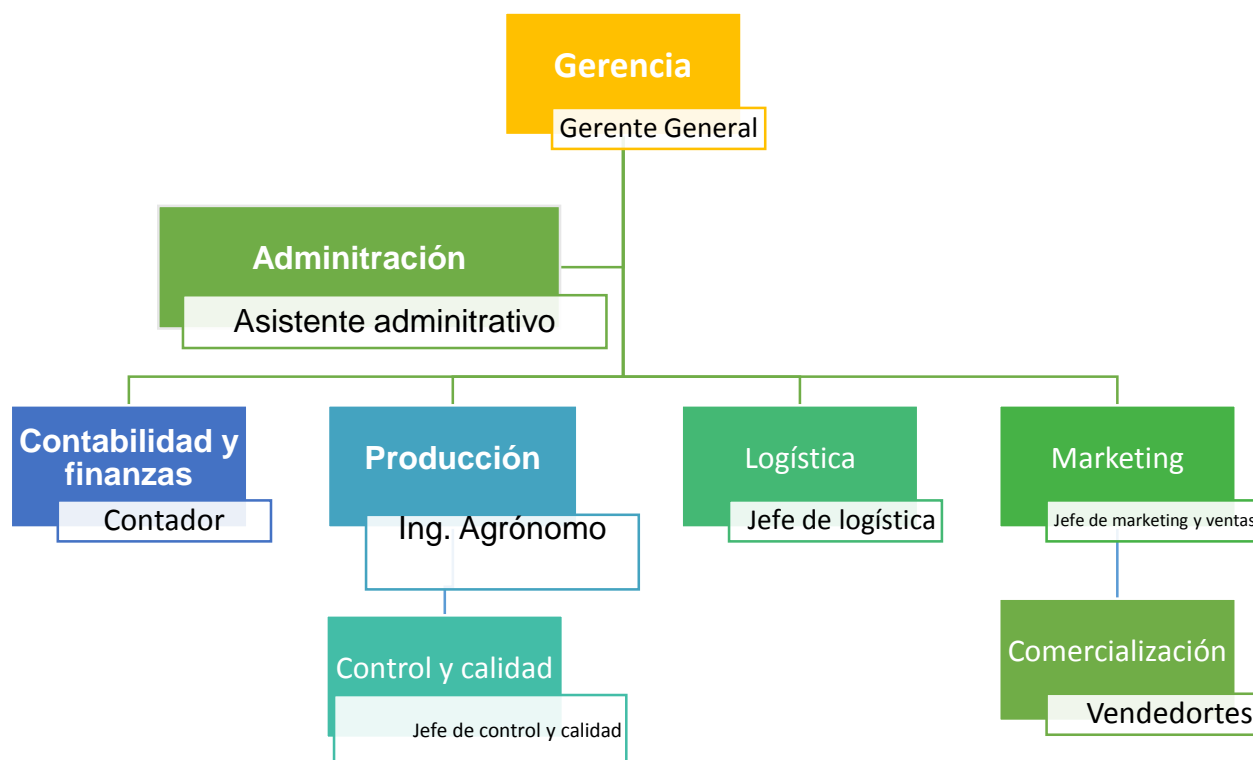 Gerencia
Gerente General
Adminitración
Asistente adminitrativo
Contabilidad y
finanzas
Contador
Producción
Ing. Agrónomo
Logística
Jefe de logística
Marketing
Jefe de marketing y ventas
Control y calidad
Jefe de control y calidad
Comercialización
Vendedortes